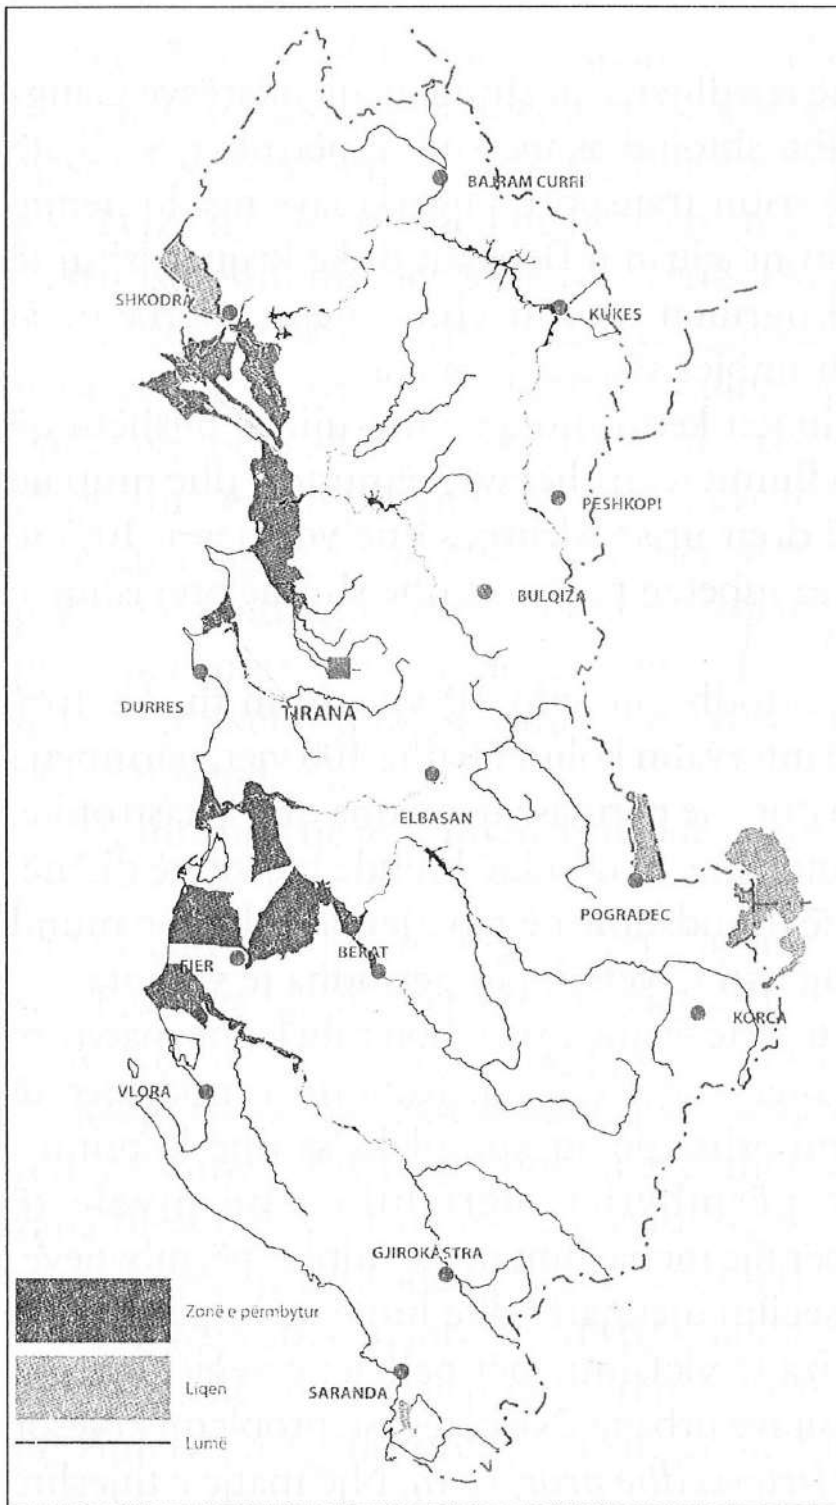 BAJRAM CURRI
SHKODRA
KUKES
PESHKOPI
BULQIZA
DURRES
TIRANA
ELBASAN
POGRADEC
FIER
BERAT
KORCA
VLORA
GJIROKASTRA
Zonë e përmbytur
Liqen
SARANDA
Lumë